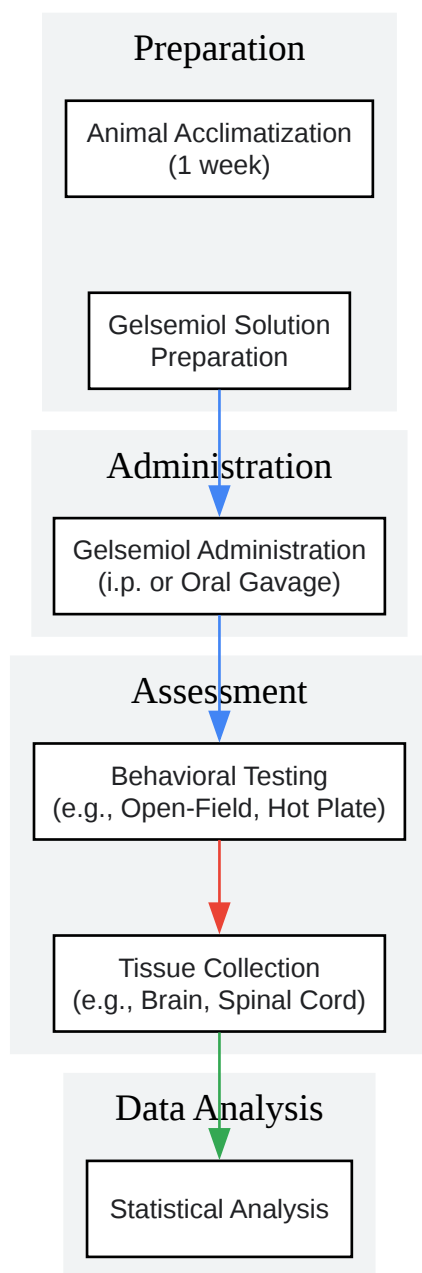 Preparation
Animal Acclimatization
(1 week)
Gelsemiol Solution
Preparation
Administration
Gelsemiol Administration
(i.p. or Oral Gavage)
Assessment
Behavioral Testing
(e.g., Open-Field, Hot Plate)
Tissue Collection
(e.g., Brain, Spinal Cord)
Data Analysis
Statistical Analysis